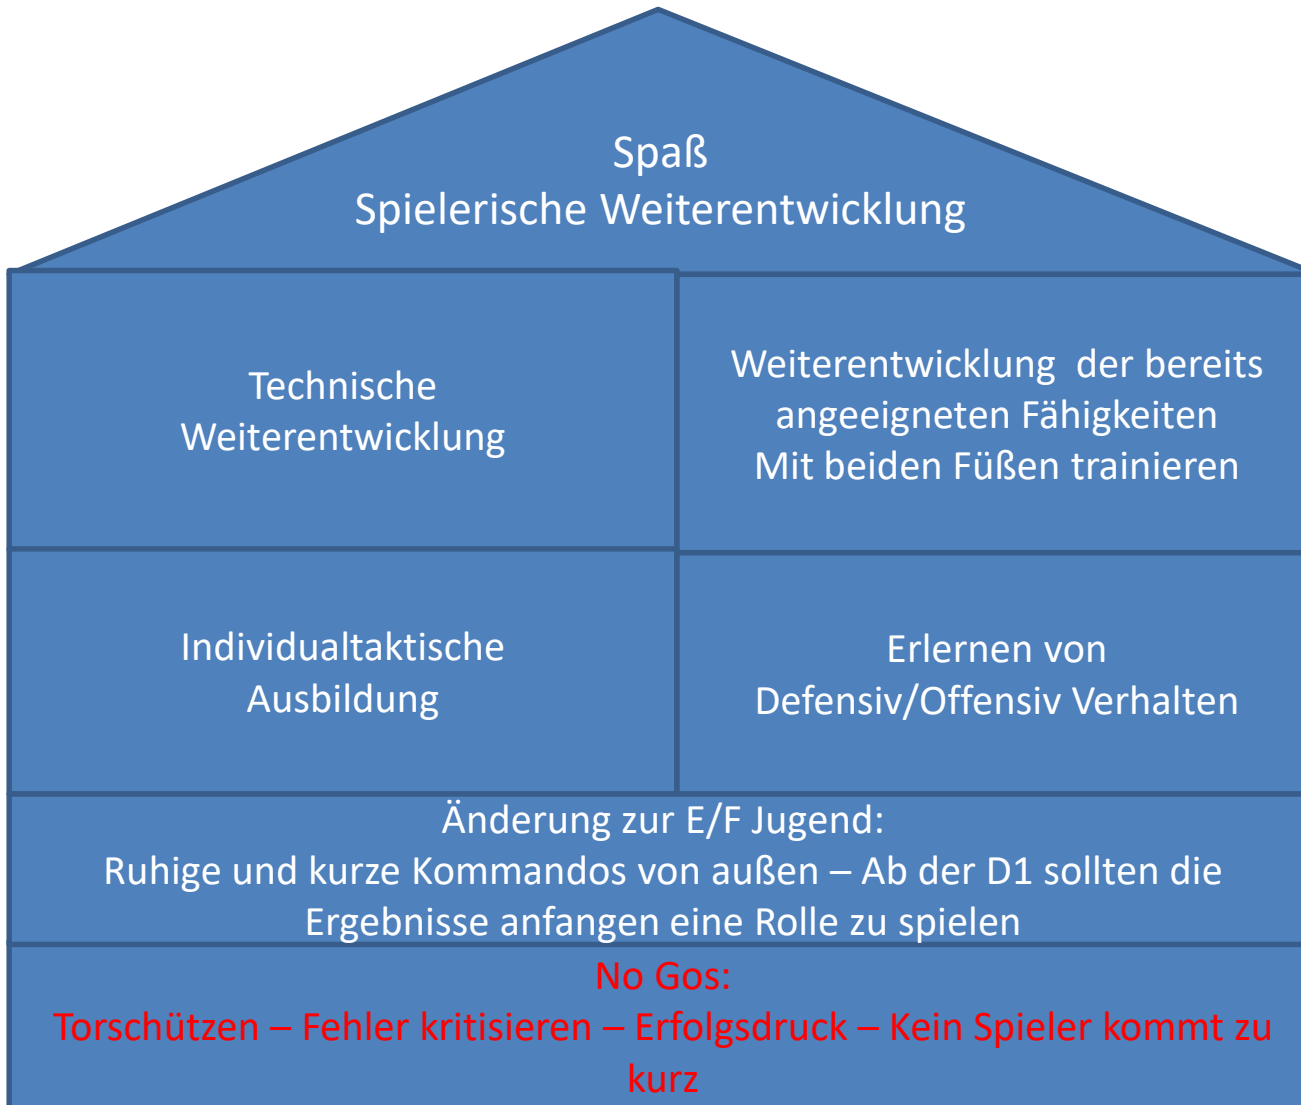 Spaß
Spielerische Weiterentwicklung
Technische
Weiterentwicklung
Weiterentwicklung der bereits
angeeigneten Fähigkeiten
Mit beiden Füßen trainieren
Individualtaktische
Ausbildung
Erlernen von
Defensiv/Offensiv Verhalten
Änderung zur E/F Jugend:
Ruhige und kurze Kommandos von außen – Ab der D1 sollten die
Ergebnisse anfangen eine Rolle zu spielen
No Gos:
Torschützen – Fehler kritisieren – Erfolgsdruck – Kein Spieler kommt zu
kurz